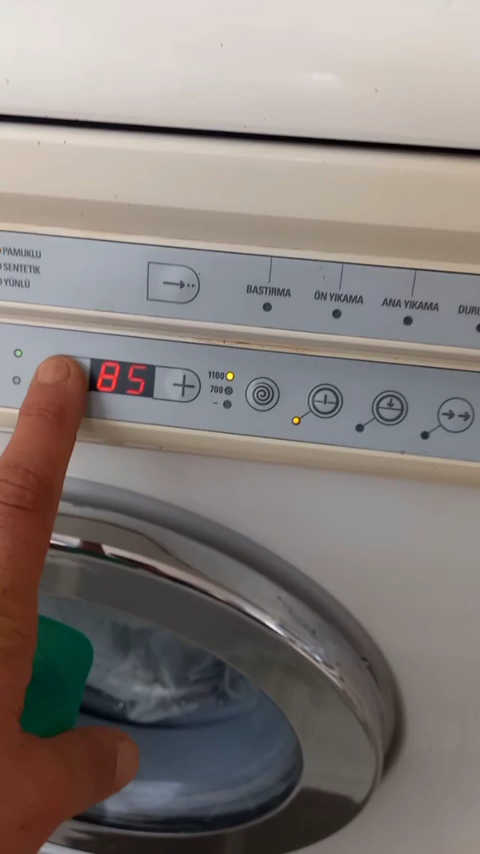 PAMUKLU
SENTETİK
YÜNLÜ
BASTIRMA
ÖN YIKAMA
ANA YIKAMA
85
1100
700
-